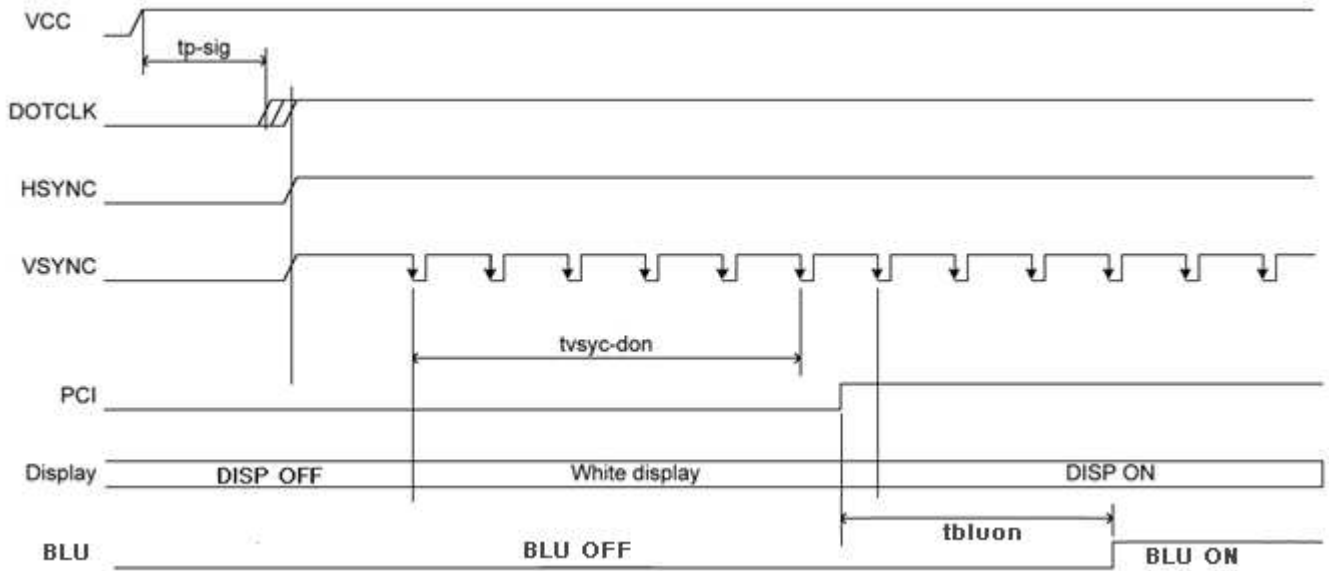 VCC
tp-sig
DOTCLK
HSYNC
VSYNC
tvsyc-don
PCI
Display DISP OFF White display DISP ON
tbluon
BLU BLU OFF BLU ON